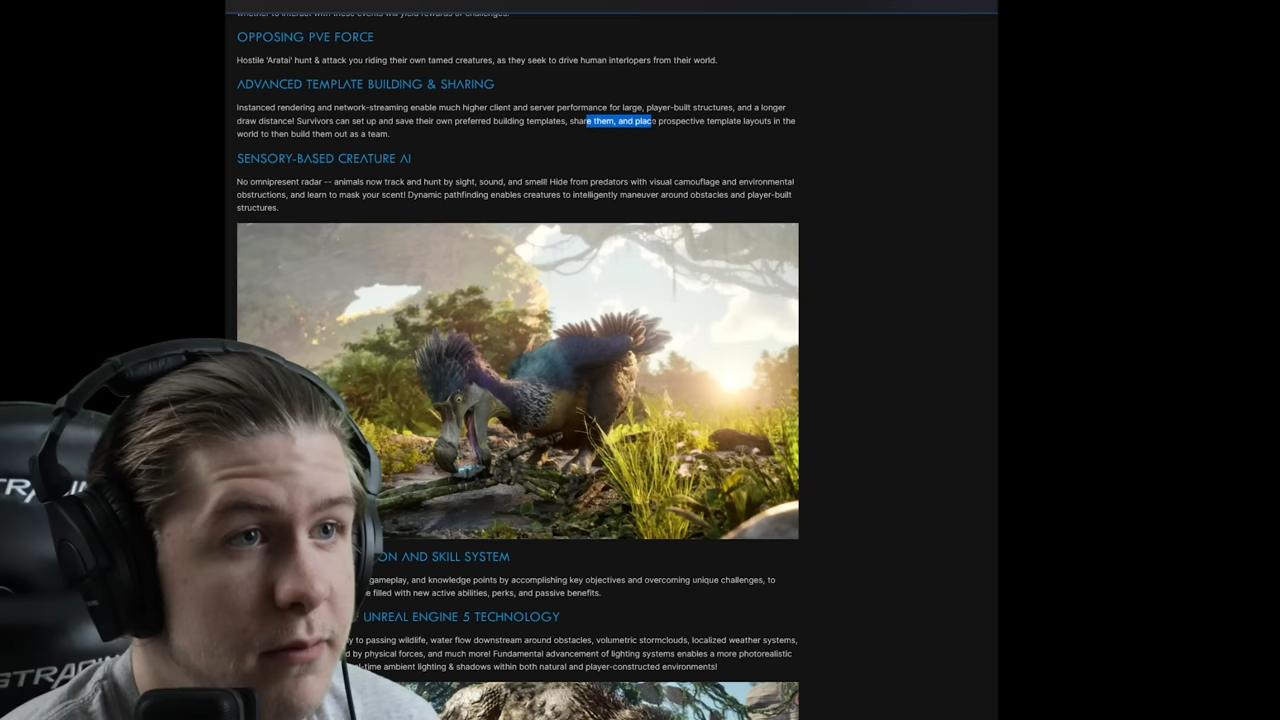 OPPOSING PVE FORCE
Hostile 'Aratai' hunt & attack you riding their own tamed creatures, as they seek to drive human interlopers from their world.
ADVANCED TEMPLATE BUILDING & SHARING
Instanced rendering and network-streaming enable much higher client and server performance for large, player-built structures, and a longer
draw distance! Survivors can set up and save their own preferred building templates, share them, and place prospective template layouts in the
world to then build them out as a team.
SENSORY-BASED CREATURE AI
No omnipresent radar -- animals now track and hunt by sight, sound, and smell! Hide from predators with visual camouflage and environmental
obstructions, and learn to mask your scent! Dynamic pathfinding enables creatures to intelligently maneuver around obstacles and player-built
structures.
ON AND SKILL SYSTEM
gameplay, and knowledge points by accomplishing key objectives and overcoming unique challenges, to
filled with new active abilities, perks, and passive benefits.
UNREAL ENGINE 5 TECHNOLOGY
to passing wildlife, water flow downstream around obstacles, volumetric stormclouds, localized weather systems,
d by physical forces, and much more! Fundamental advancement of lighting systems enables a more photorealistic
l-time ambient lighting & shadows within both natural and player-constructed environments!